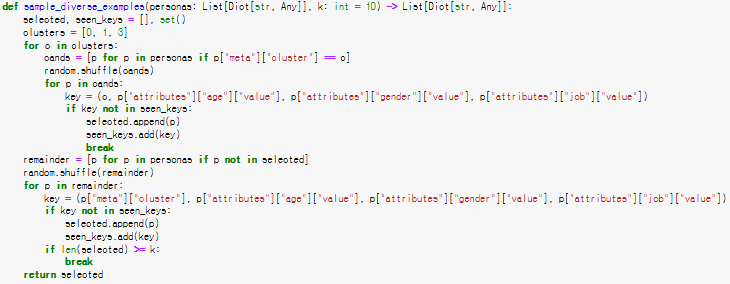 def sample_diverse_examples(personas: List[Dict[str, Any]], k: int = 10) -> List[Dict[str, Any]]:
    selected, seen_keys = [], set()
    clusters = [0, 1, 3]
    for c in clusters:
        cands = [p for p in personas if p["meta"]["cluster"] == c]
        random.shuffle(cands)
        for p in cands:
            key = (c, p["attributes"]["age"]["value"], p["attributes"]["gender"]["value"], p["attributes"]["job"]["value"])
            if key not in seen_keys:
                selected.append(p)
                seen_keys.add(key)
                break
    remainder = [p for p in personas if p not in selected]
    random.shuffle(remainder)
    for p in remainder:
        key = (p["meta"]["cluster"], p["attributes"]["age"]["value"], p["attributes"]["gender"]["value"], p["attributes"]["job"]["value"])
        if key not in seen_keys:
            selected.append(p)
            seen_keys.add(key)
        if len(selected) >= k:
            break
    return selected